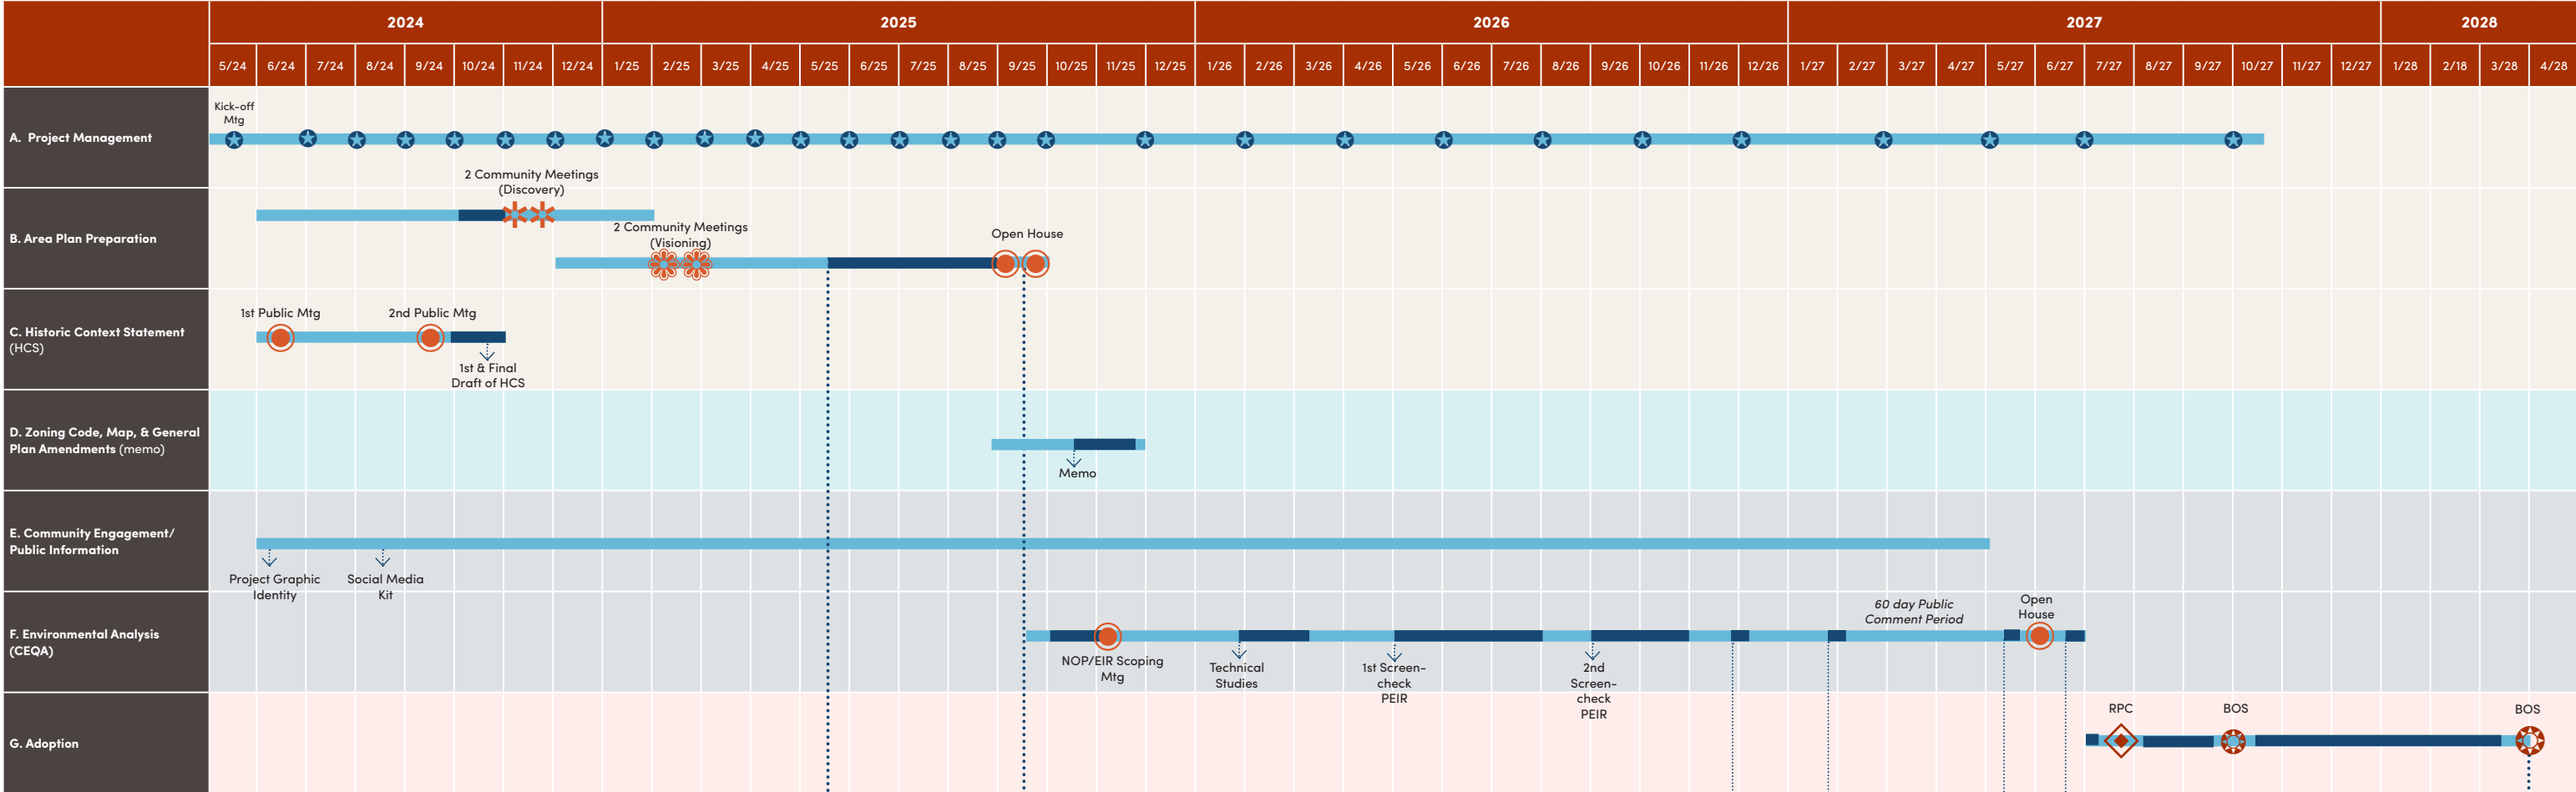 2024
2025
2026
2027
2028
5/24 6/24 7/24 8/24 9/24 10/24 11/24 12/24 1/25 2/25 3/25 4/25 5/25 6/25 7/25 8/25 9/25 10/25 11/25 12/25 1/26 2/26 3/26 4/26 5/26 6/26 7/26 8/26 9/26 10/26 11/26 12/26 1/27 2/27 3/27 4/27 5/27 6/27 7/27 8/27 9/27 10/27 11/27 12/27 1/28 2/18 3/28 4/28
A. Project Management
Kick-off
Mtg
B. Area Plan Preparation
2 Community Meetings
(Discovery)
2 Community Meetings
(Visioning)
Open House
C. Historic Context Statement
(HCS)
1st Public Mtg
2nd Public Mtg
1st & Final
Draft of HCS
D. Zoning Code, Map, & General
Plan Amendments (memo)
Memo
E. Community Engagement/
Public Information
Project Graphic
Identity
Social Media
Kit
F. Environmental Analysis
(CEQA)
NOP/EIR Scoping
Mtg
Technical
Studies
1st Screen-
check
PEIR
2nd
Screen-
check
PEIR
60 day Public
Comment Period
Open
House
G. Adoption
RPC
BOS
BOS